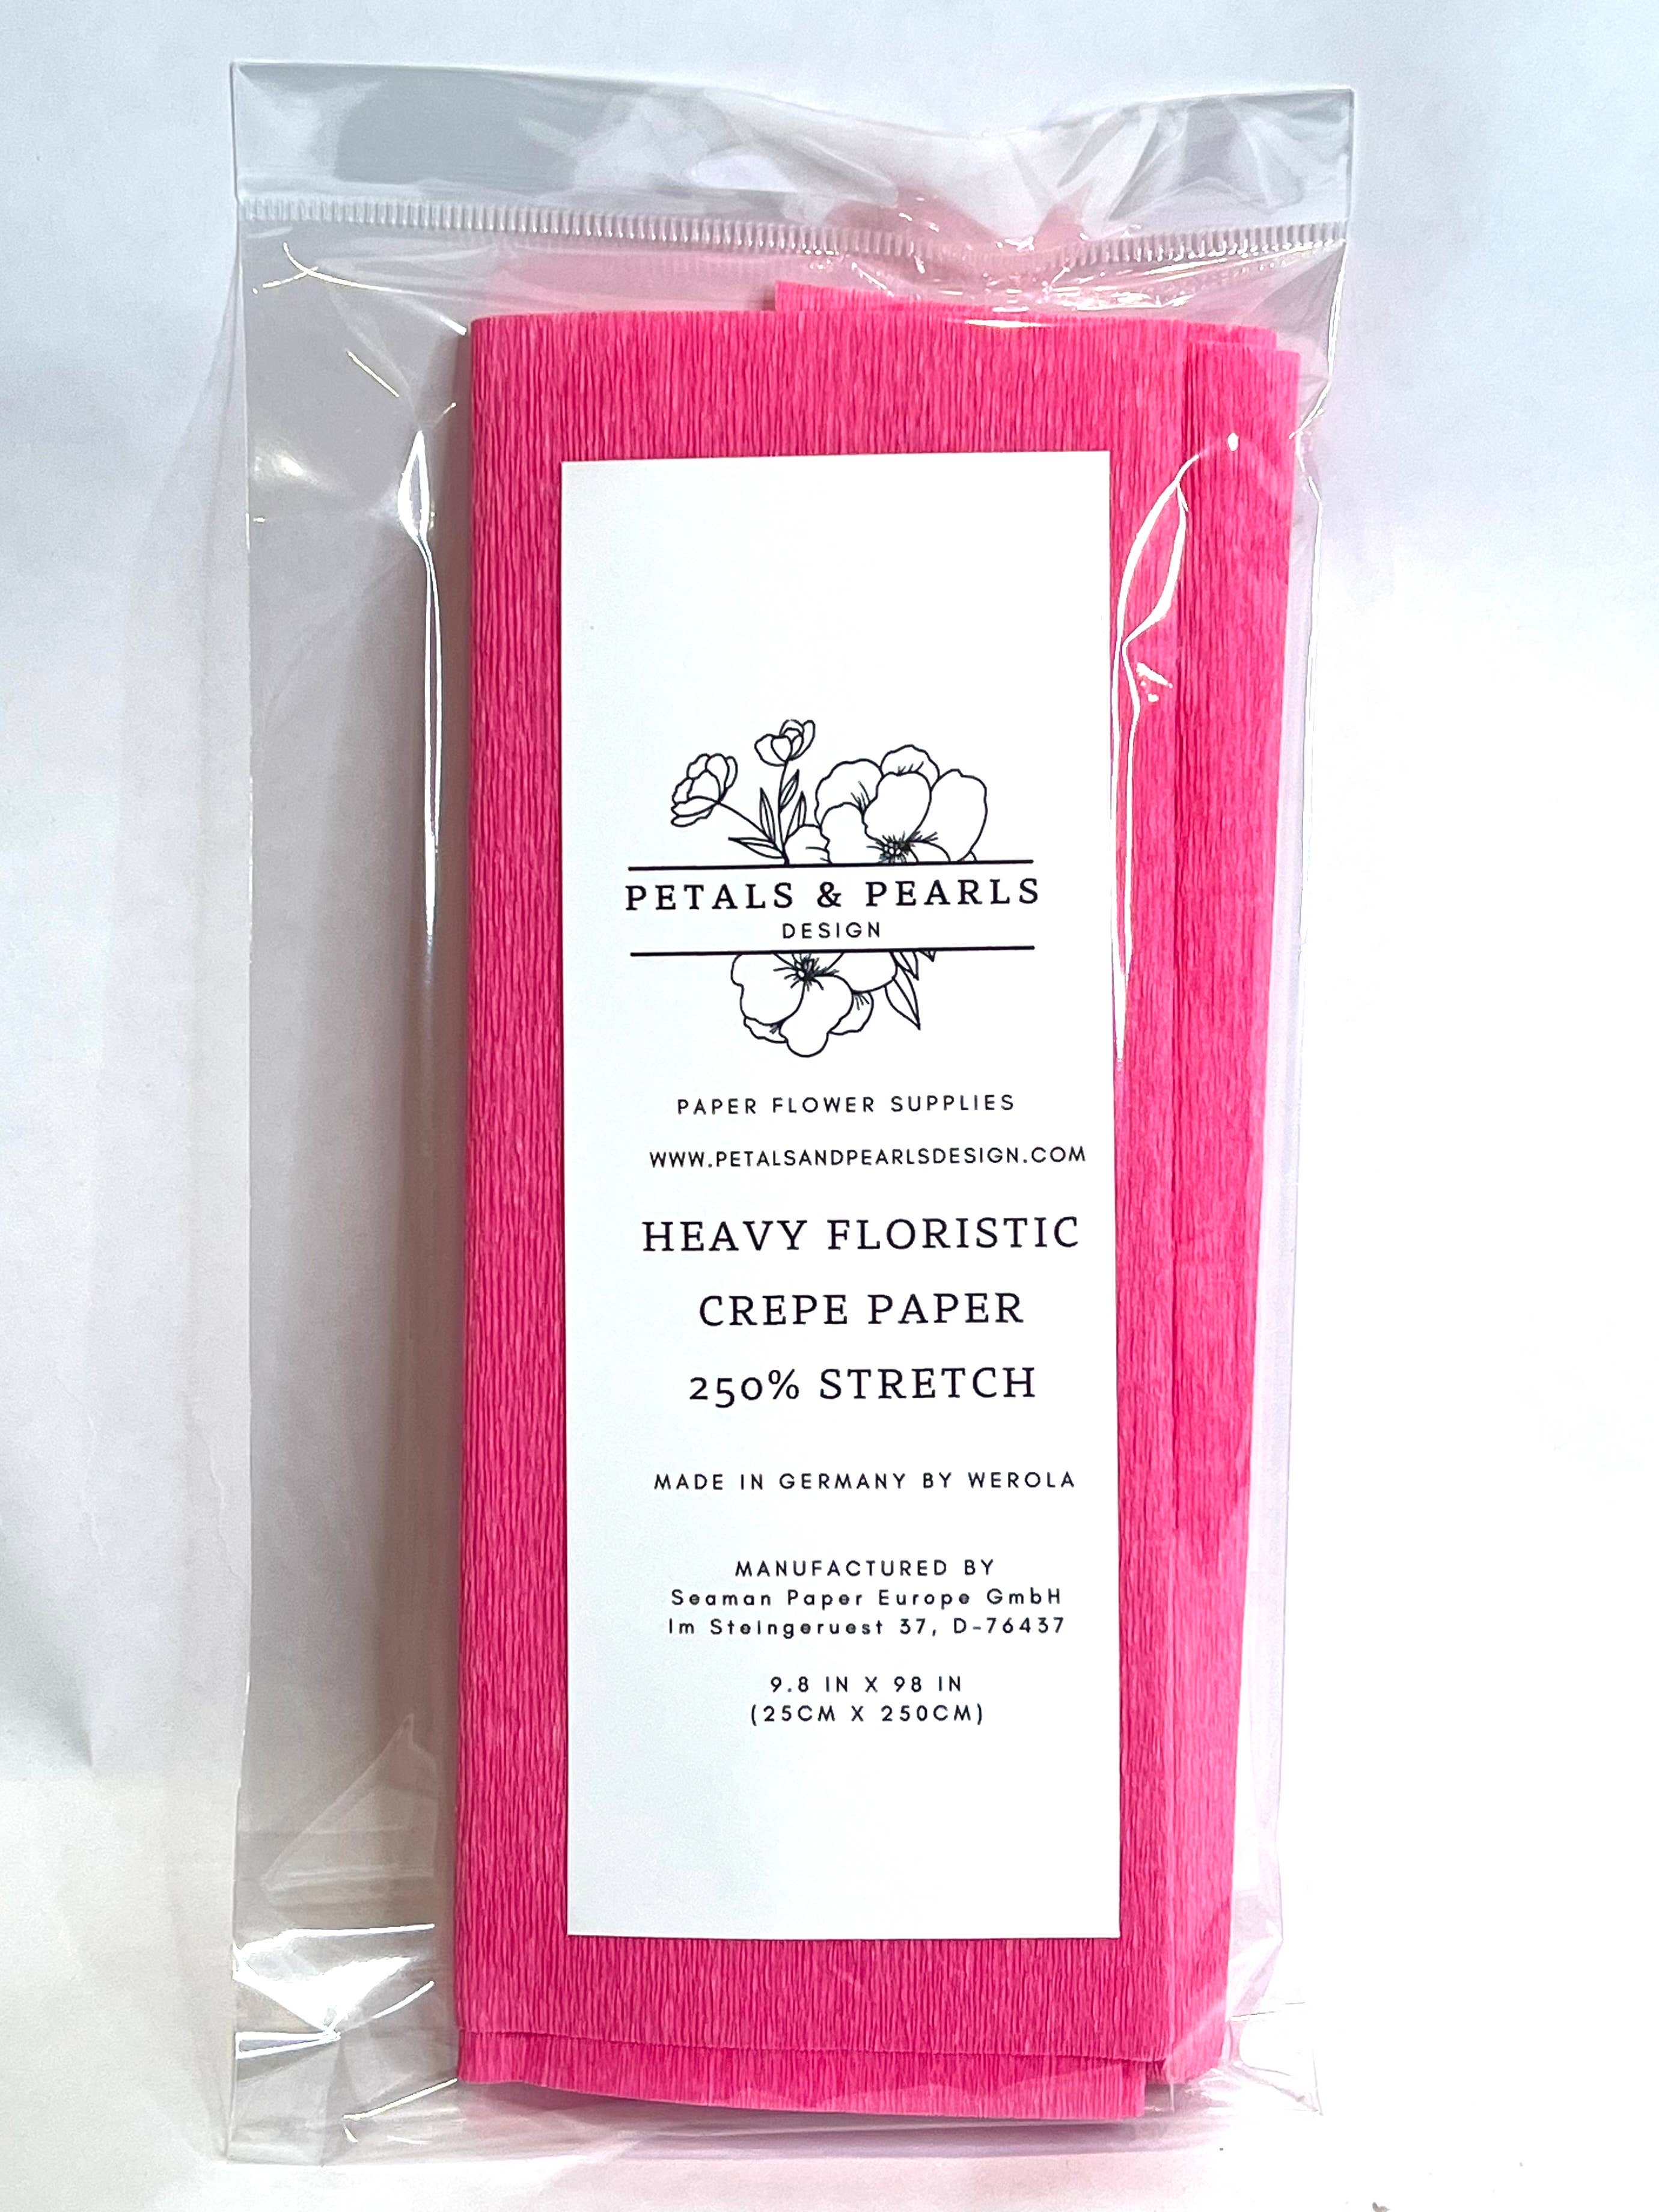 PETALS & PEARLS
DESIGN
PAPER FLOWER SUPPLIES
WWW.PETALSANDPEARLSDESIGN.COM
HEAVY FLORISTIC
CREPE PAPER
250% STRETCH
MADE IN GERMANY BY WEROLA
MANUFACTURED BY
Seaman Paper Europe GmbH
Im Steingeruest 37, D-76437
9.8 IN X 98 IN
(25CM X 250CM)